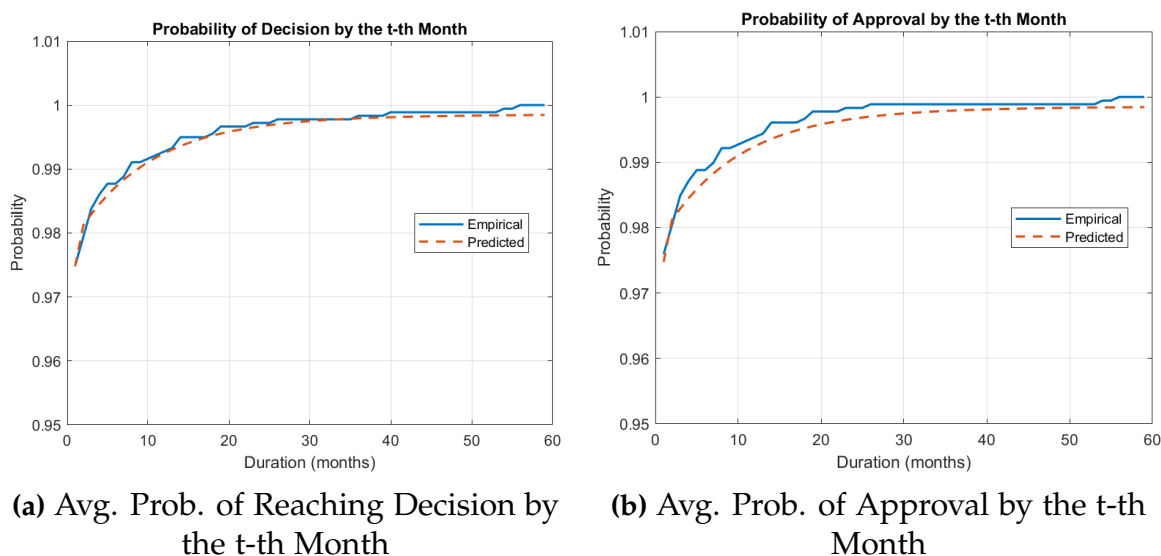 Probability of Decision by the t-th Month
1.01
1
0.99
0.98
0.97
0.96
0.95
Probability
Empirical
Predicted
0 10 20 30 40 50 60
Duration (months)
(a) Avg. Prob. of Reaching Decision by
the t-th Month
Probability of Approval by the t-th Month
1.01
1
0.99
0.98
0.97
0.96
0.95
Probability
Empirical
Predicted
0 10 20 30 40 50 60
Duration (months)
(b) Avg. Prob. of Approval by the t-th
Month